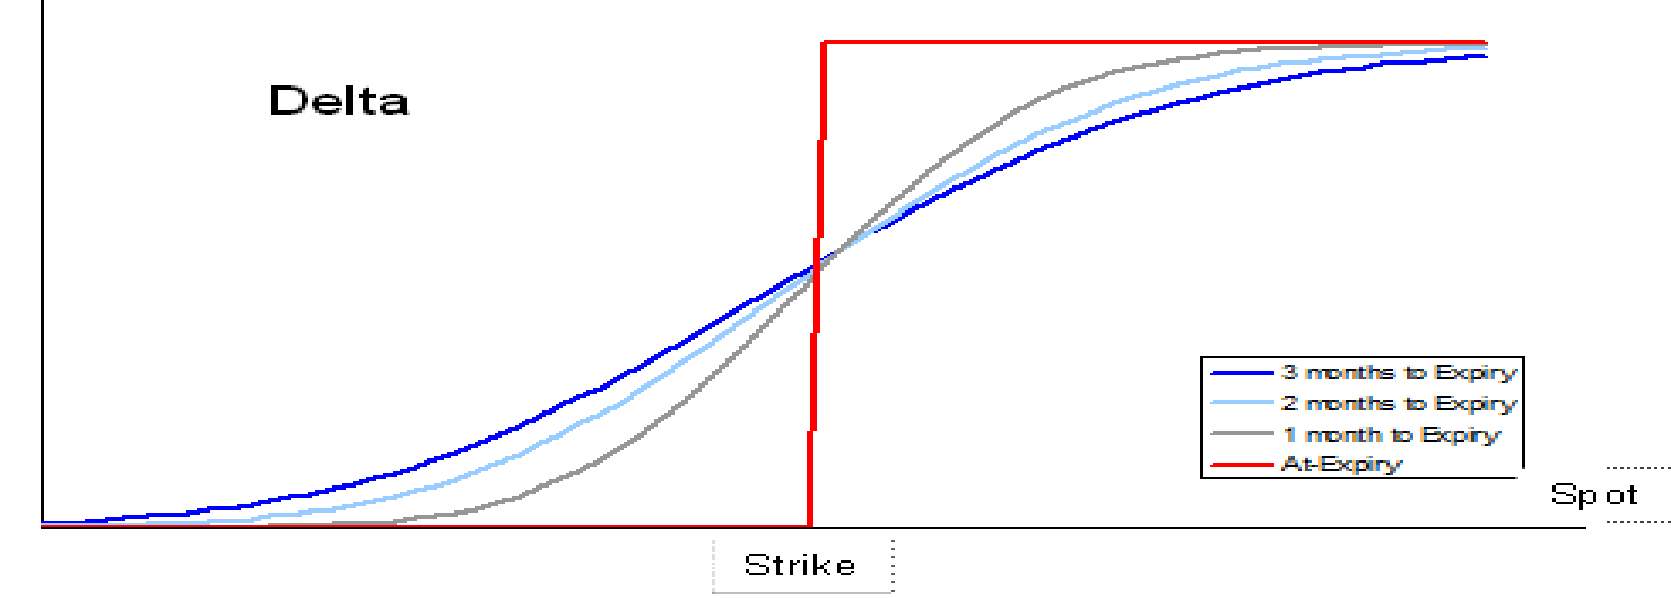 Delta
3 months to Expiry
2 months to Expiry
1 month to Expiry
At-Expiry
Spot
Strike